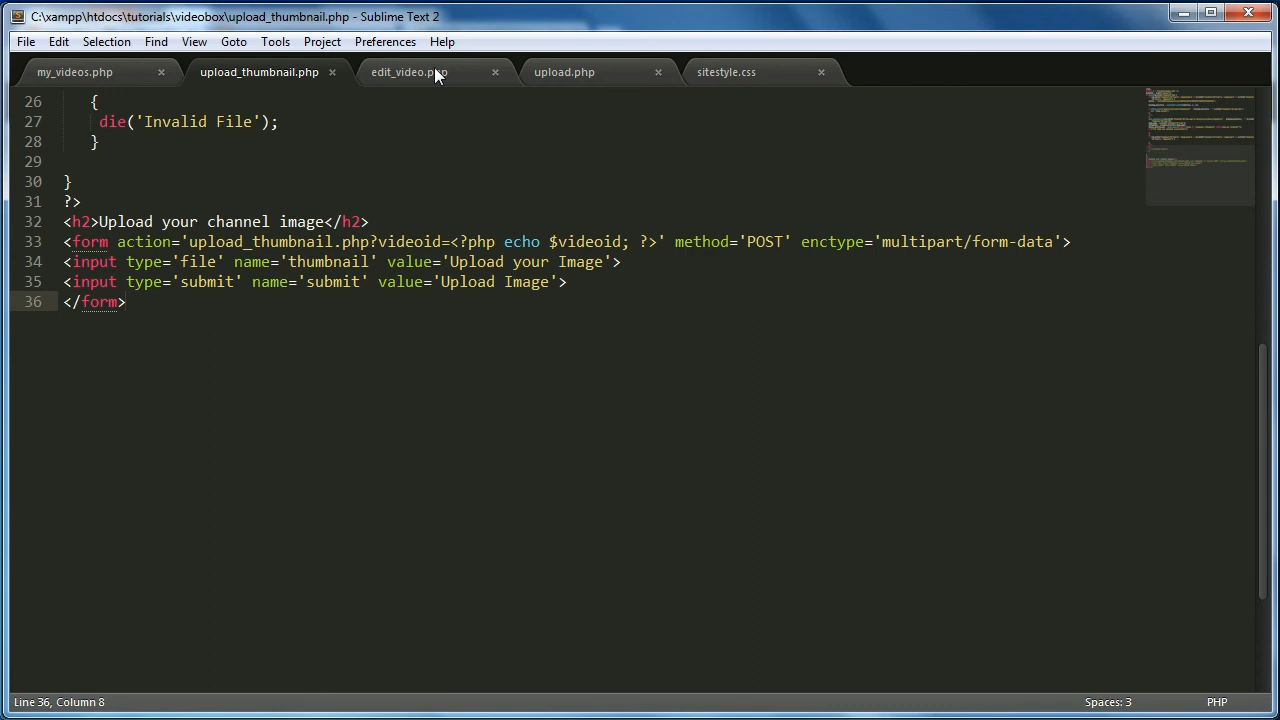 C:\xampp\htdocs\tutorials\videobox\upload_thumbnail.php - Sublime Text 2
File Edit Selection Find View Goto Tools Project Preferences Help
my_videos.php × upload_thumbnail.php × edit_video.php × upload.php × sitestyle.css ×
26 {
27 die('Invalid File');
28 }
29
30 }
31 ?>
32 <h2>Upload your channel image</h2>
33 <form action='upload_thumbnail.php?videoid=<?php echo $videoid; ?>' method='POST' enctype='multipart/form-data'>
34 <input type='file' name='thumbnail' value='Upload your Image'>
35 <input type='submit' name='submit' value='Upload Image'>
36 </form>
Line 36, Column 8 Spaces: 3 PHP